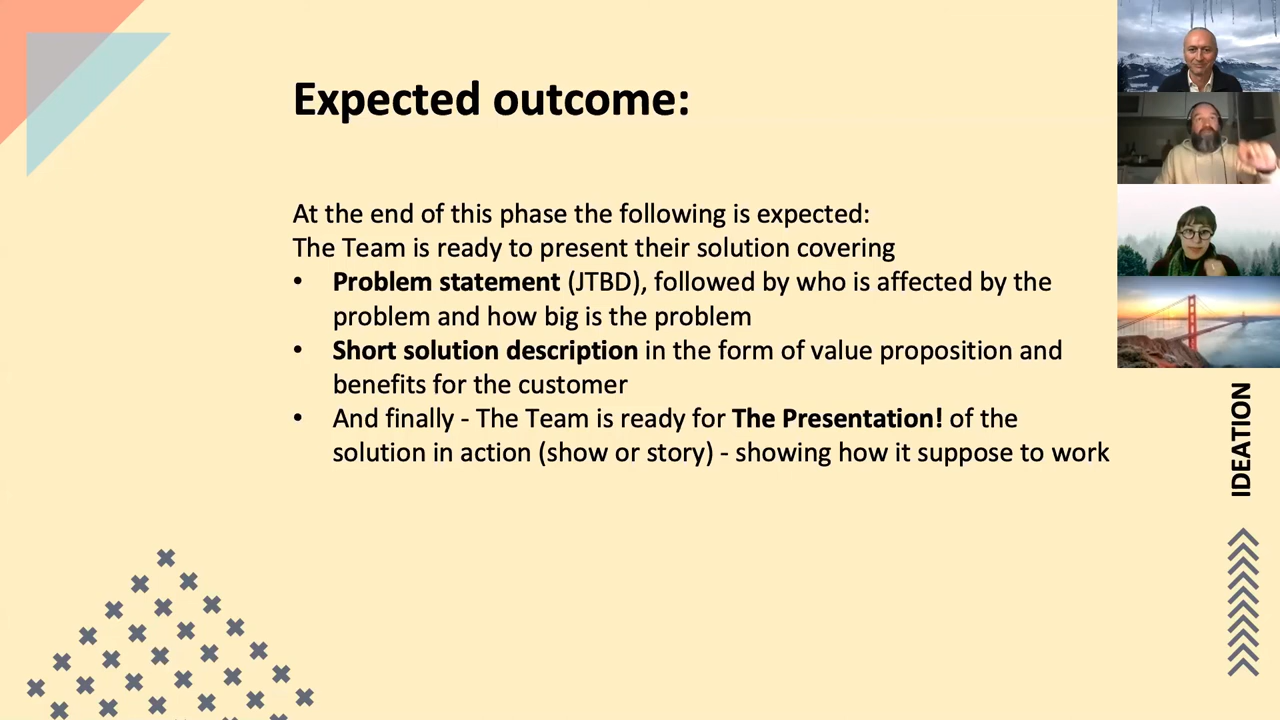 Expected outcome:
At the end of this phase the following is expected:
The Team is ready to present their solution covering
• Problem statement (JTBD), followed by who is affected by the
problem and how big is the problem
• Short solution description in the form of value proposition and
benefits for the customer
• And finally - The Team is ready for The Presentation! of the
solution in action (show or story) - showing how it suppose to work
IDEATION